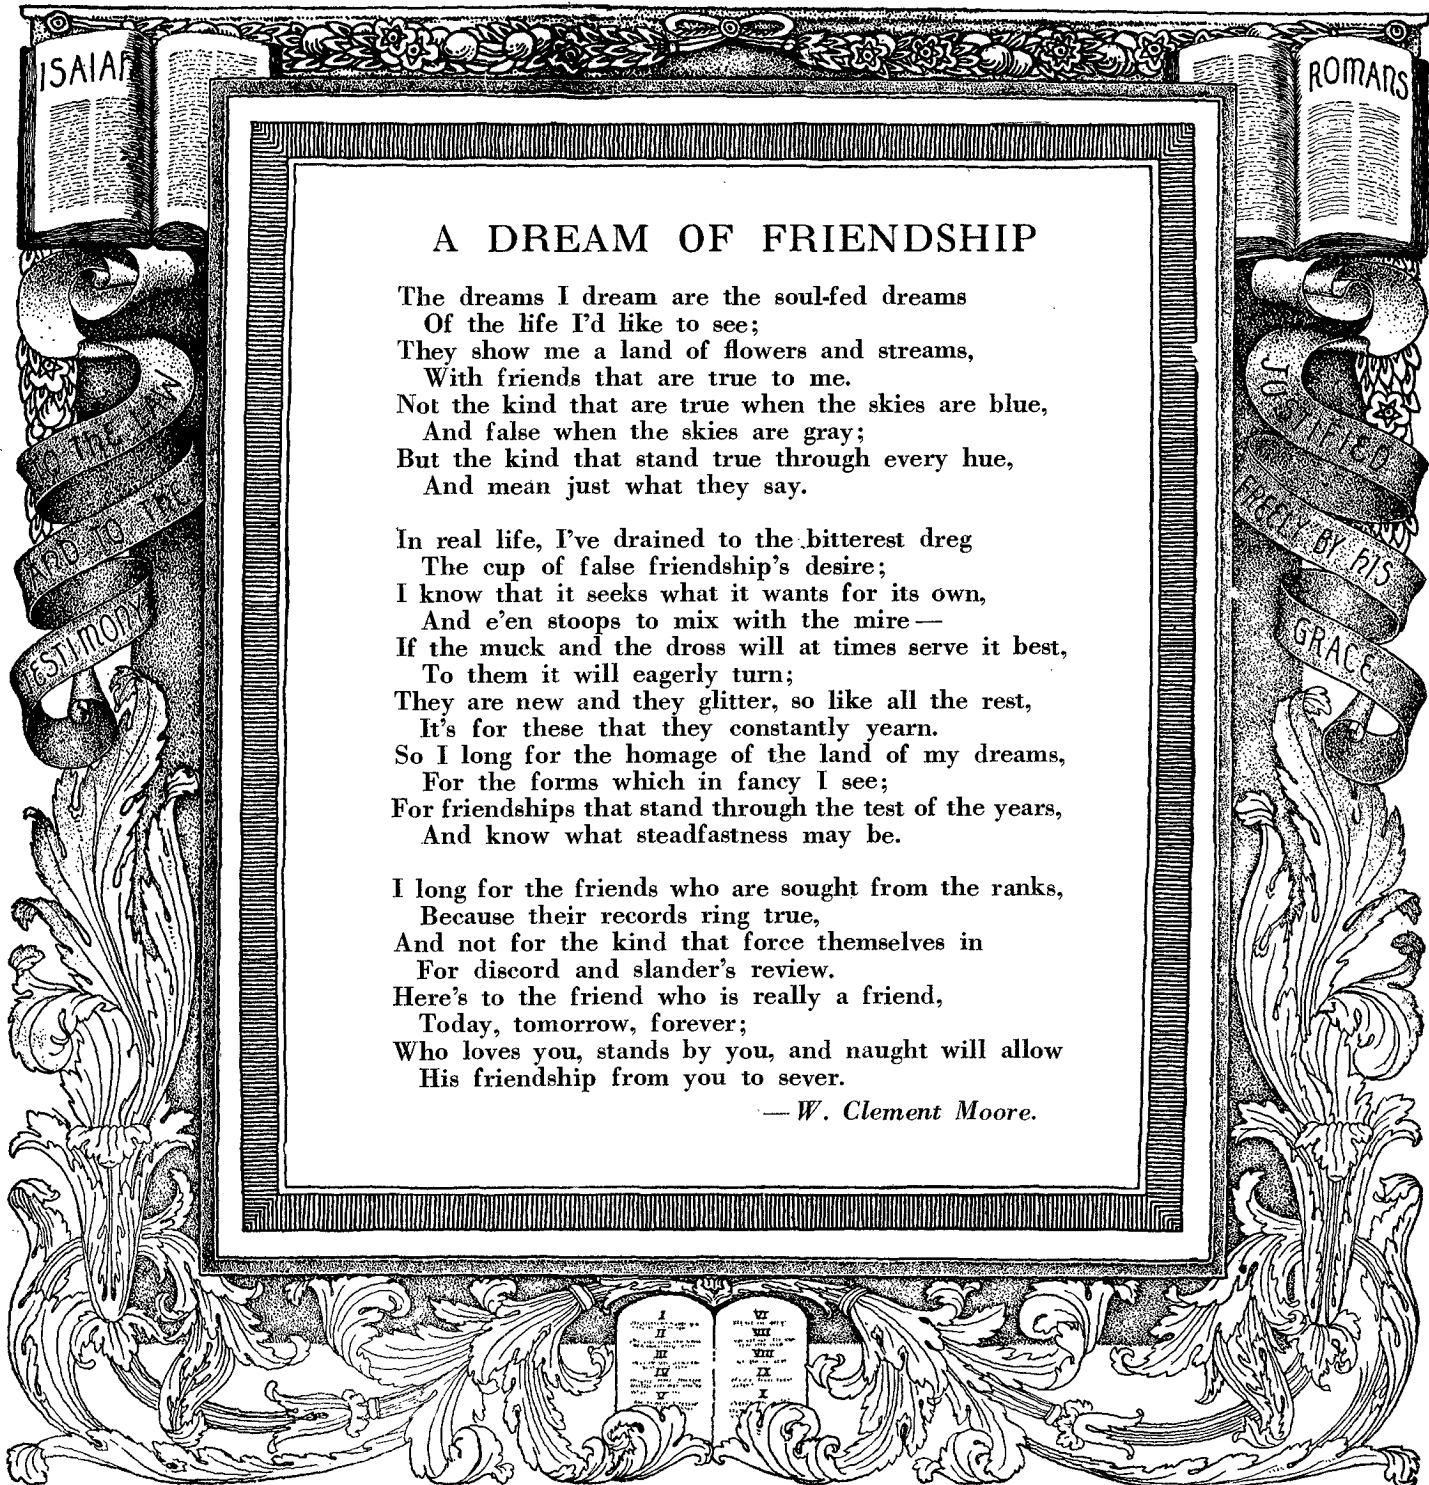 ISAIAH
ROMANS
TO THE LAW
AND TO THE
TESTIMONY
JUSTIFIED
FREELY BY HIS
GRACE
A DREAM OF FRIENDSHIP
The dreams I dream are the soul-fed dreams
Of the life I'd like to see;
They show me a land of flowers and streams,
With friends that are true to me.
Not the kind that are true when the skies are blue,
And false when the skies are gray;
But the kind that stand true through every hue,
And mean just what they say.
In real life, I've drained to the bitterest dreg
The cup of false friendship's desire;
I know that it seeks what it wants for its own,
And e'en stoops to mix with the mire—
If the muck and the dross will at times serve it best,
To them it will eagerly turn;
They are new and they glitter, so like all the rest,
It's for these that they constantly yearn.
So I long for the homage of the land of my dreams,
For the forms which in fancy I see;
For friendships that stand through the test of the years,
And know what steadfastness may be.
I long for the friends who are sought from the ranks,
Because their records ring true,
And not for the kind that force themselves in
For discord and slander's review.
Here's to the friend who is really a friend,
Today, tomorrow, forever;
Who loves you, stands by you, and naught will allow
His friendship from you to sever.
—W. Clement Moore.
I
II
III
IV
V
VI
VII
VIII
IX
X